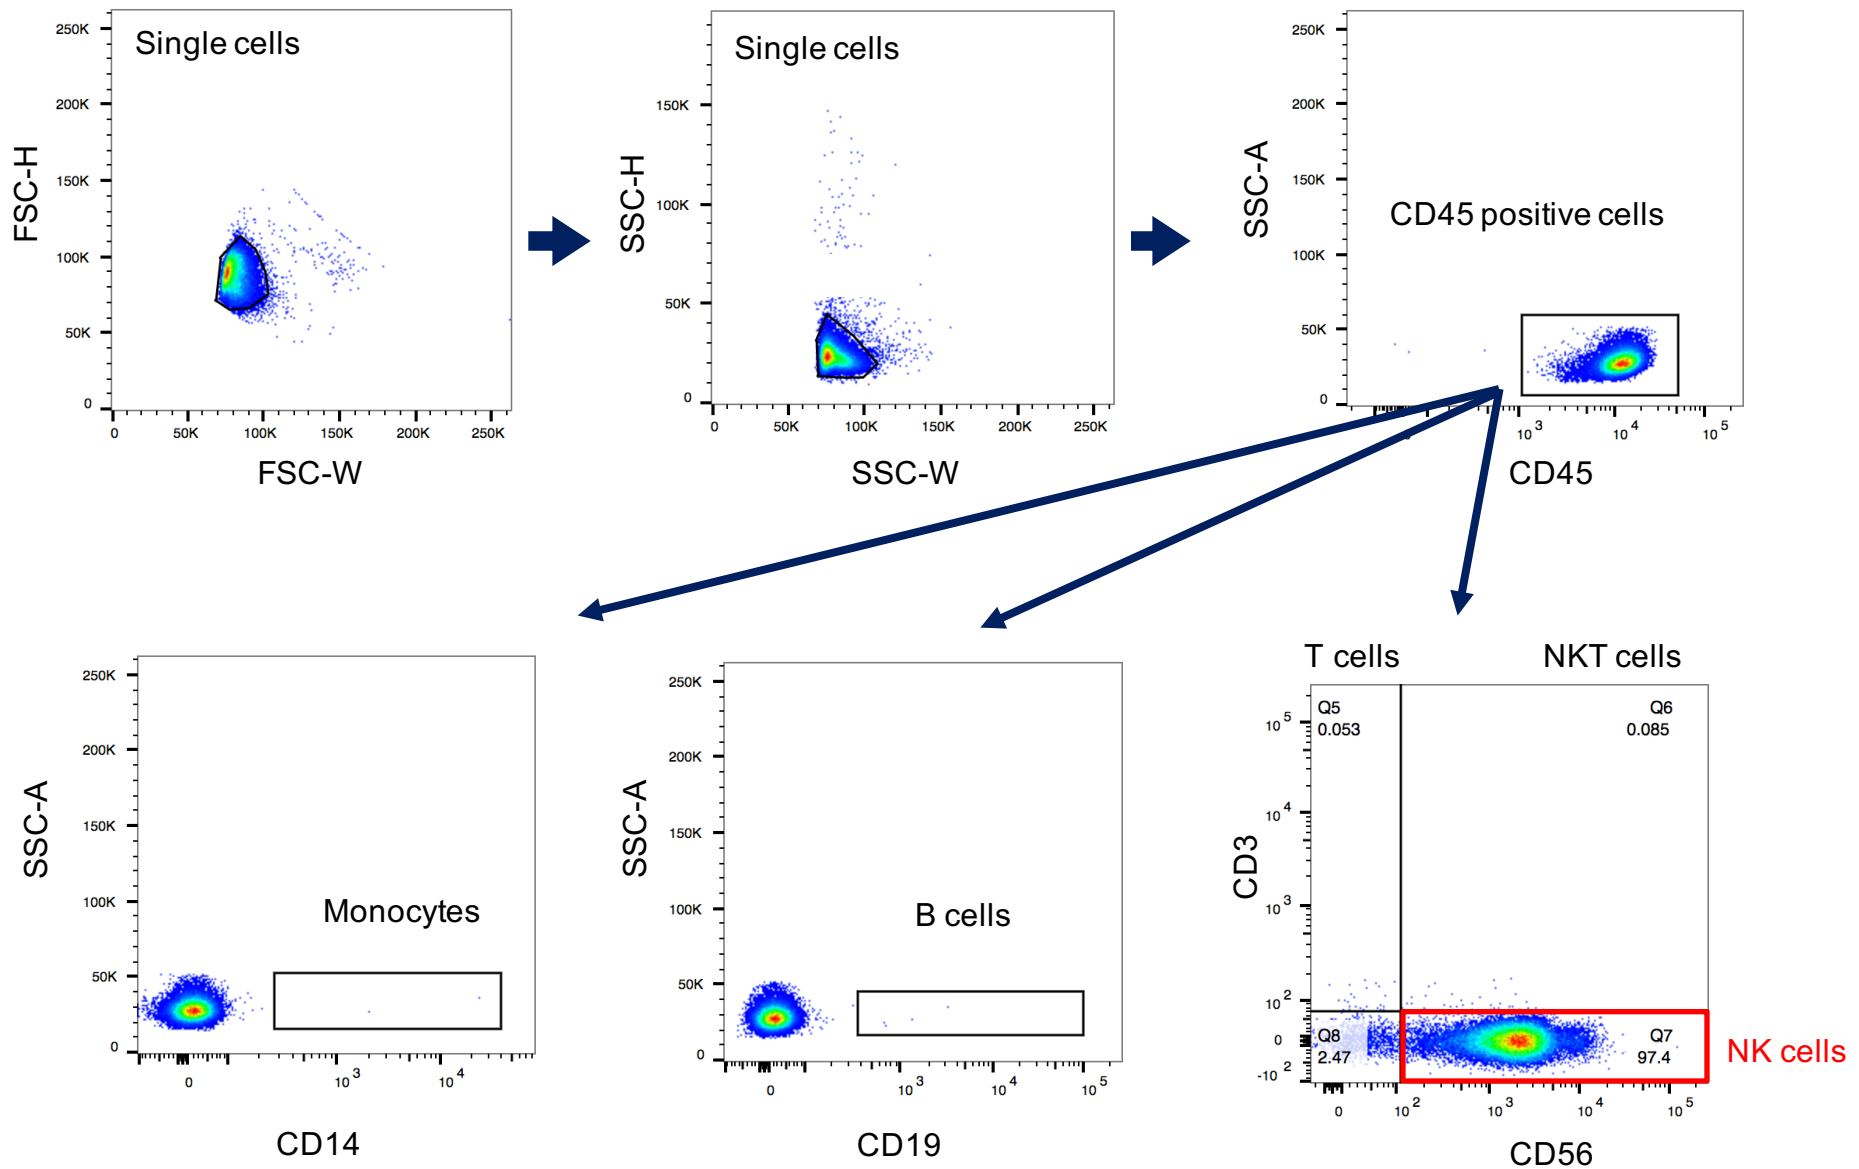 Single cells
250K
200K
150K
100K
50K
0
FSC-H
0
50K
100K
150K
200K
250K
FSC-W
Single cells
150K
100K
50K
0
SSC-H
0
50K
100K
150K
200K
250K
SSC-W
CD45 positive cells
250K
200K
150K
100K
50K
0
SSC-A
10 3
10 4
10 5
CD45
Monocytes
250K
200K
150K
100K
50K
0
SSC-A
0
10 3
10 4
CD14
B cells
250K
200K
150K
100K
50K
0
SSC-A
0
10 3
10 4
10 5
CD19
T cells
NKT cells
Q5
0.053
Q6
0.085
Q8
2.47
Q7
97.4
NK cells
10 5
10 4
10 3
10 2
0
-10 2
CD3
0
10 2
10 3
10 4
10 5
CD56